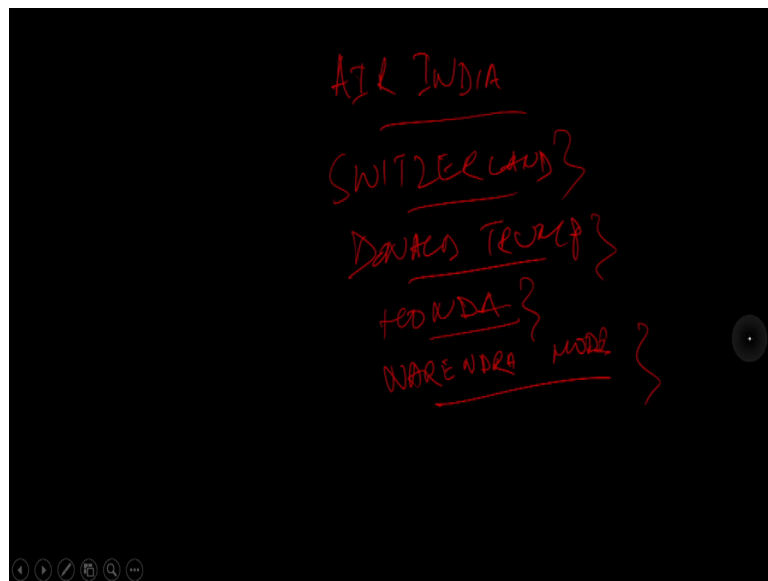 AIR INDIA
SWITZERLAND
DONALD TRUMP
HONDA
NARENDRA MODI